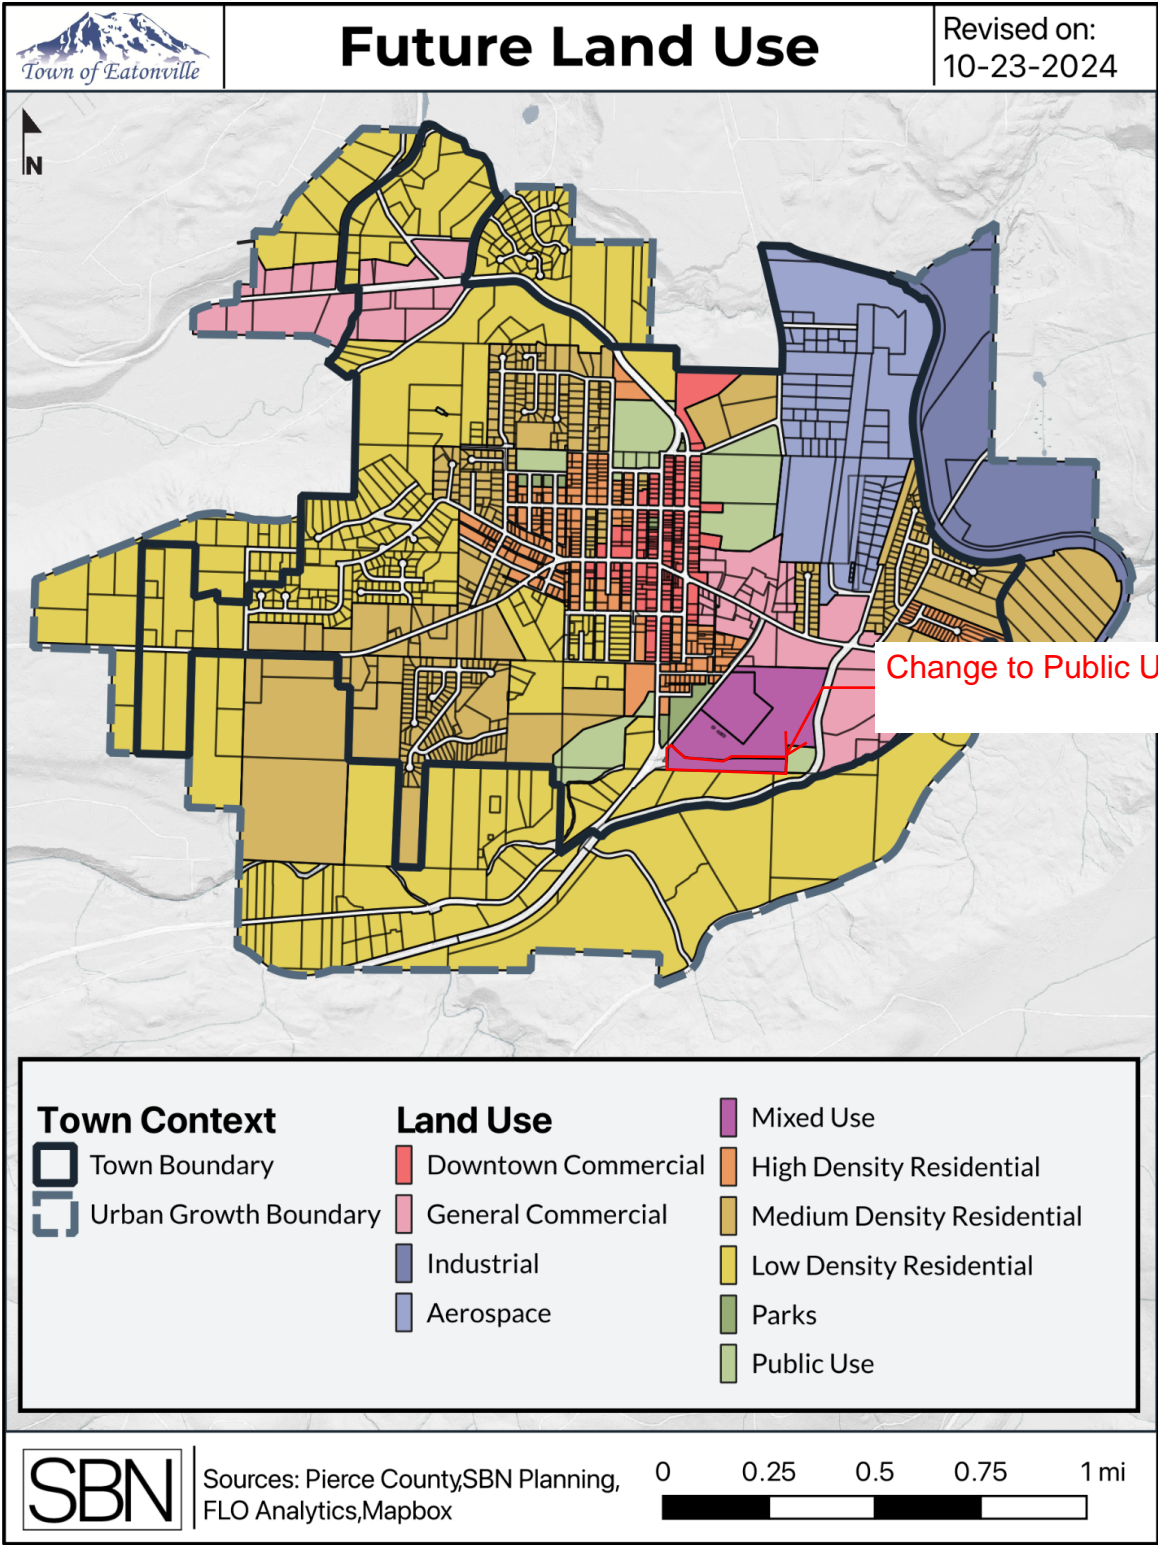 Town of Eatonville
Future Land Use
Revised on:
10-23-2024
N
Change to Public U
Town Context
Town Boundary
Urban Growth Boundary
Land Use
Downtown Commercial
General Commercial
Industrial
Aerospace
Mixed Use
High Density Residential
Medium Density Residential
Low Density Residential
Parks
Public Use
SBN
Sources: Pierce County,SBN Planning,
FLO Analytics,Mapbox
0 0.25 0.5 0.75 1 mi